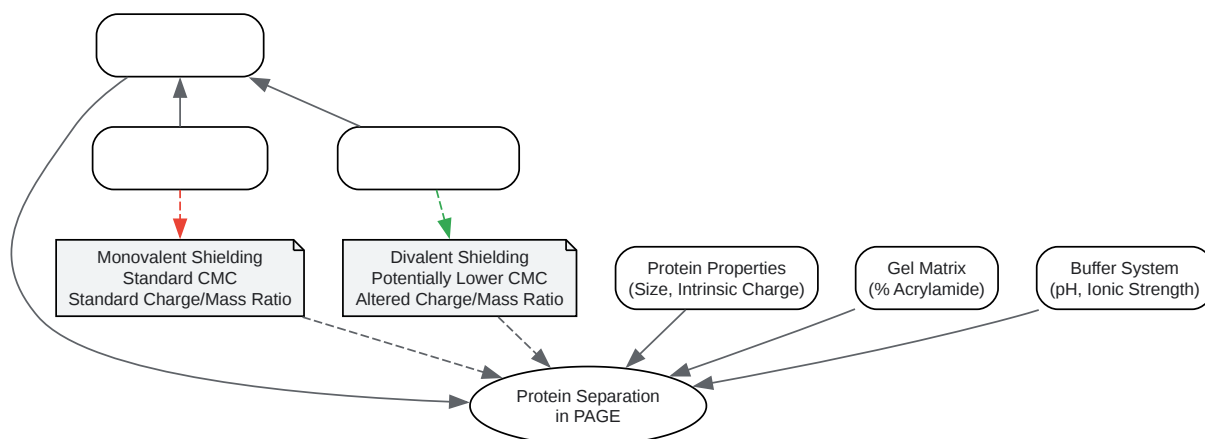 Monovalent Shielding
Standard CMC
Standard Charge/Mass Ratio
Divalent Shielding
Potentially Lower CMC
Altered Charge/Mass Ratio
Protein Properties
(Size, Intrinsic Charge)
Gel Matrix
(% Acrylamide)
Buffer System
(pH, Ionic Strength)
Protein Separation
in PAGE